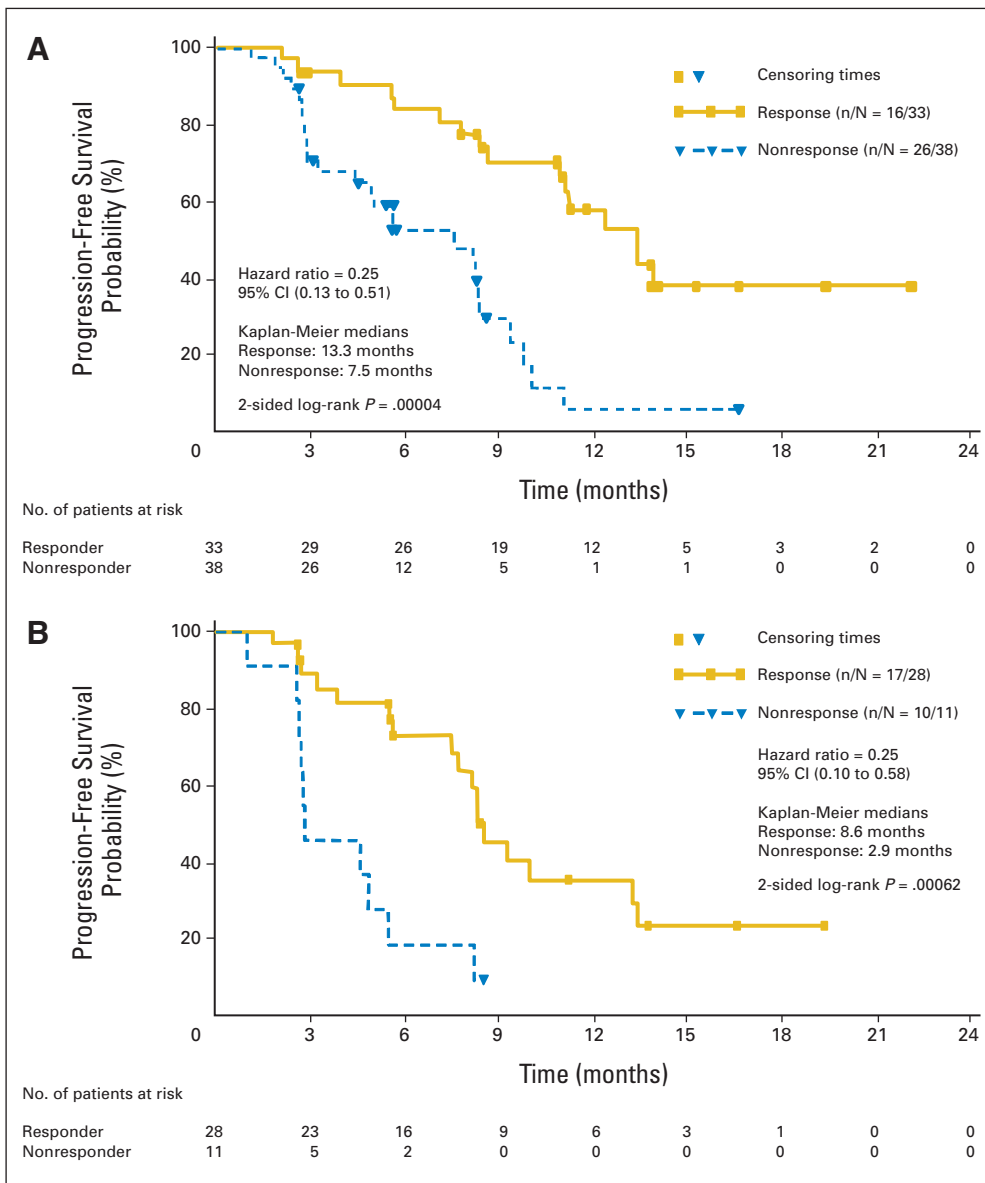 A
Progression-Free Survival
Probability (%)
100
80
60
40
20
0
3
6
9
12
15
18
21
24
Time (months)
Censoring times
Response (n/N = 16/33)
Nonresponse (n/N = 26/38)
Hazard ratio = 0.25
95% CI (0.13 to 0.51)
Kaplan-Meier medians
Response: 13.3 months
Nonresponse: 7.5 months
2-sided log-rank P = .00004
No. of patients at risk
Responder 33 29 26 19 12 5 3 2 0
Nonresponder 38 26 12 5 1 1 0 0 0
B
Progression-Free Survival
Probability (%)
100
80
60
40
20
0
3
6
9
12
15
18
21
24
Time (months)
Censoring times
Response (n/N = 17/28)
Nonresponse (n/N = 10/11)
Hazard ratio = 0.25
95% CI (0.10 to 0.58)
Kaplan-Meier medians
Response: 8.6 months
Nonresponse: 2.9 months
2-sided log-rank P = .00062
No. of patients at risk
Responder 28 23 16 9 6 3 1 0 0
Nonresponder 11 5 2 0 0 0 0 0 0